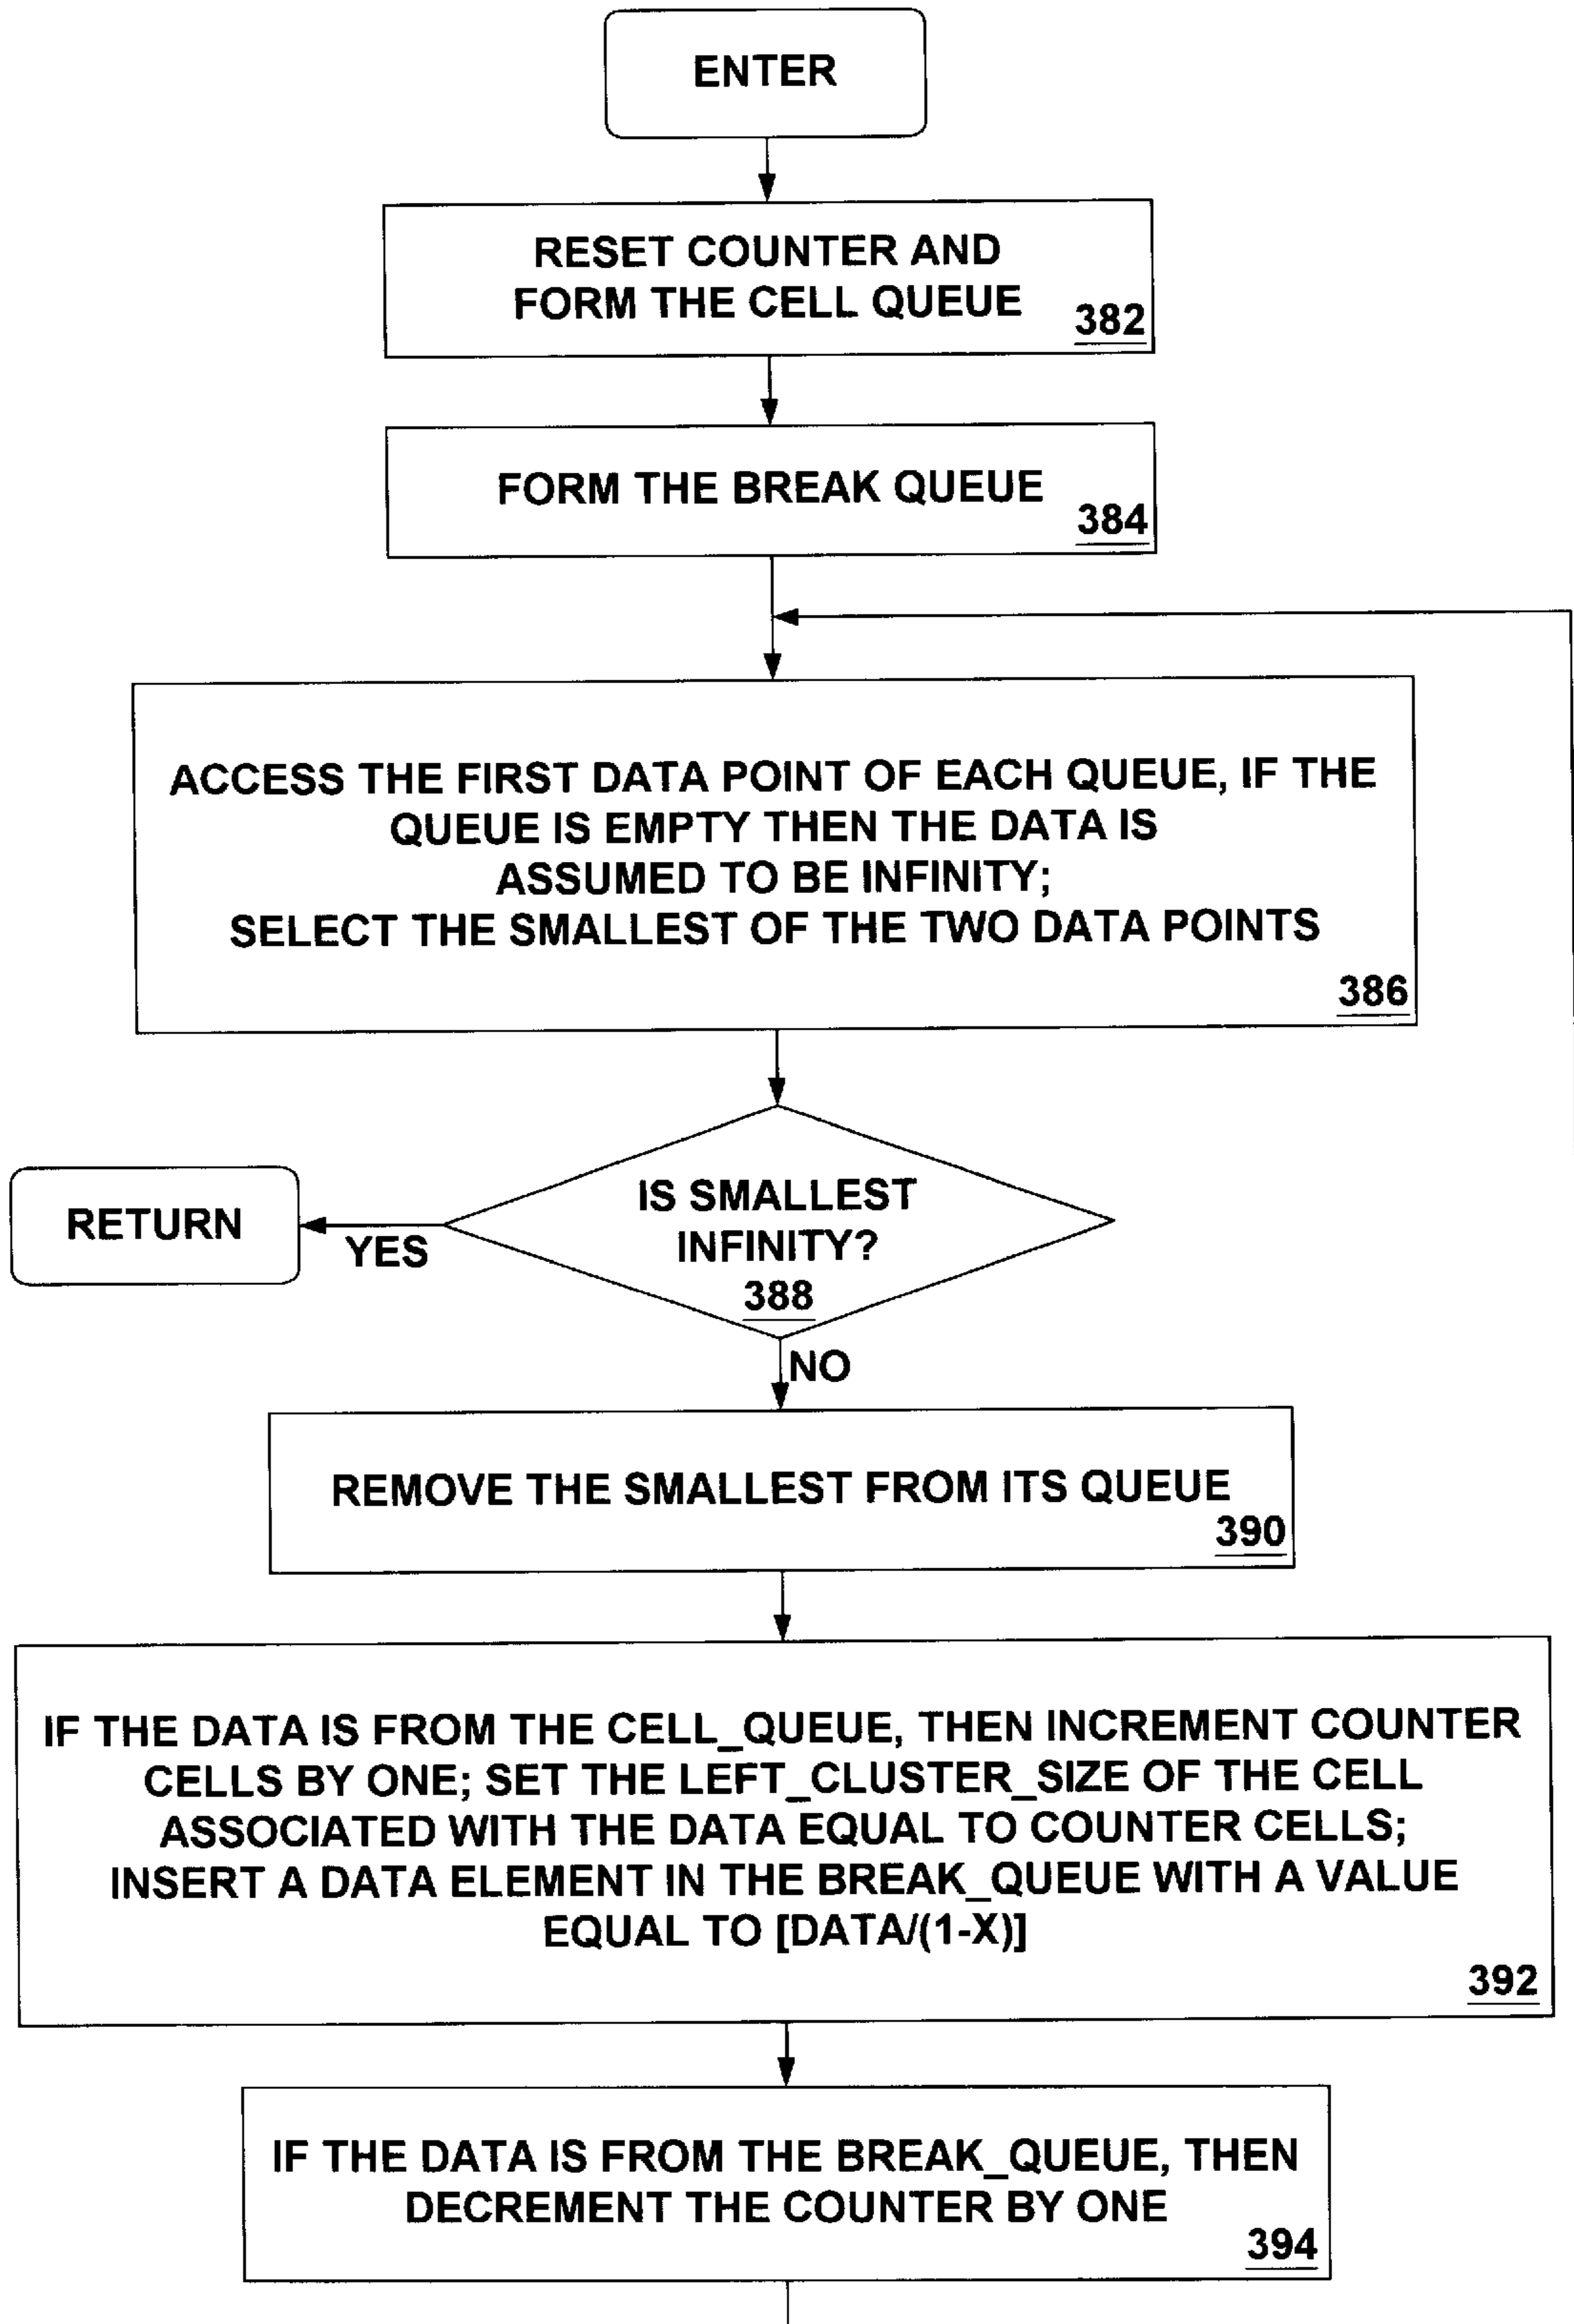 ENTER
RESET COUNTER AND
FORM THE CELL QUEUE
382
FORM THE BREAK QUEUE
384
ACCESS THE FIRST DATA POINT OF EACH QUEUE, IF THE
QUEUE IS EMPTY THEN THE DATA IS
ASSUMED TO BE INFINITY;
SELECT THE SMALLEST OF THE TWO DATA POINTS
386
IS SMALLEST
INFINITY?
388
YES
RETURN
NO
REMOVE THE SMALLEST FROM ITS QUEUE
390
IF THE DATA IS FROM THE CELL_QUEUE, THEN INCREMENT COUNTER
CELLS BY ONE; SET THE LEFT_CLUSTER_SIZE OF THE CELL
ASSOCIATED WITH THE DATA EQUAL TO COUNTER CELLS;
INSERT A DATA ELEMENT IN THE BREAK_QUEUE WITH A VALUE
EQUAL TO [DATA/(1-X)]
392
IF THE DATA IS FROM THE BREAK_QUEUE, THEN
DECREMENT THE COUNTER BY ONE
394